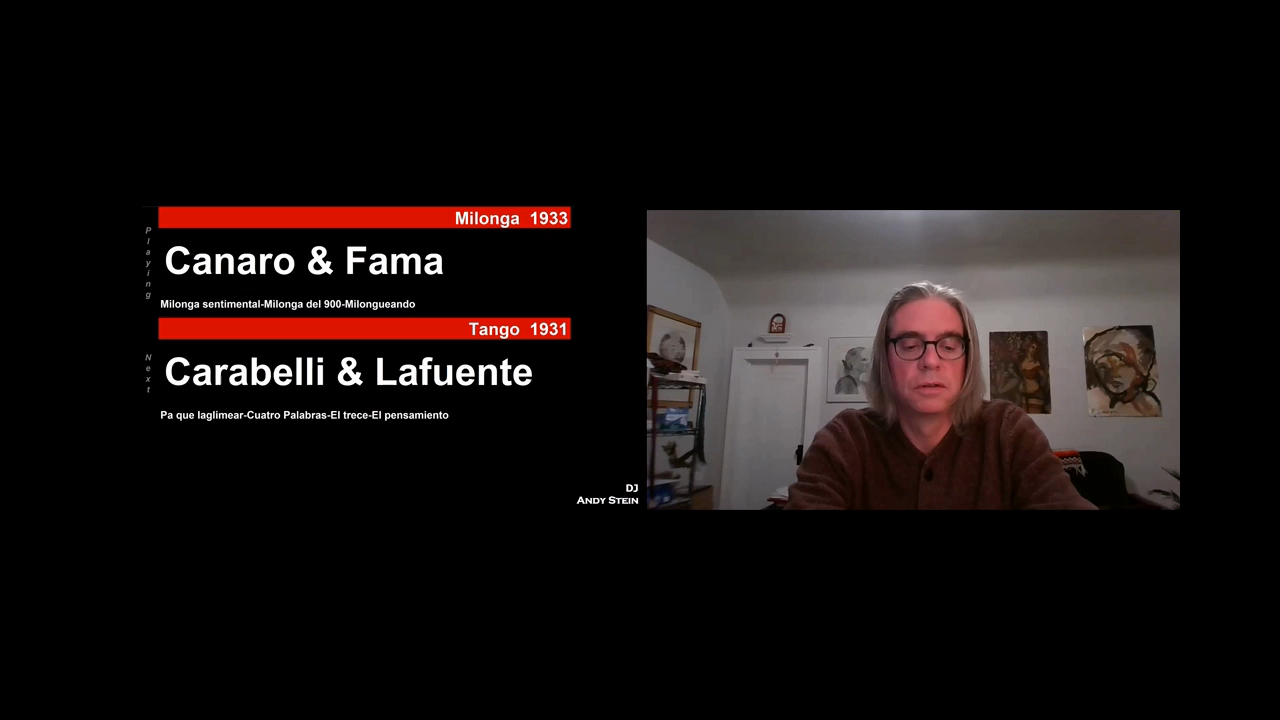 Playing
Milonga 1933
Canaro & Fama
Milonga sentimental-Milonga del 900-Milongueando
Next
Tango 1931
Carabelli & Lafuente
Pa que laglimear-Cuatro Palabras-El trece-El pensamiento
DJ
Andy Stein